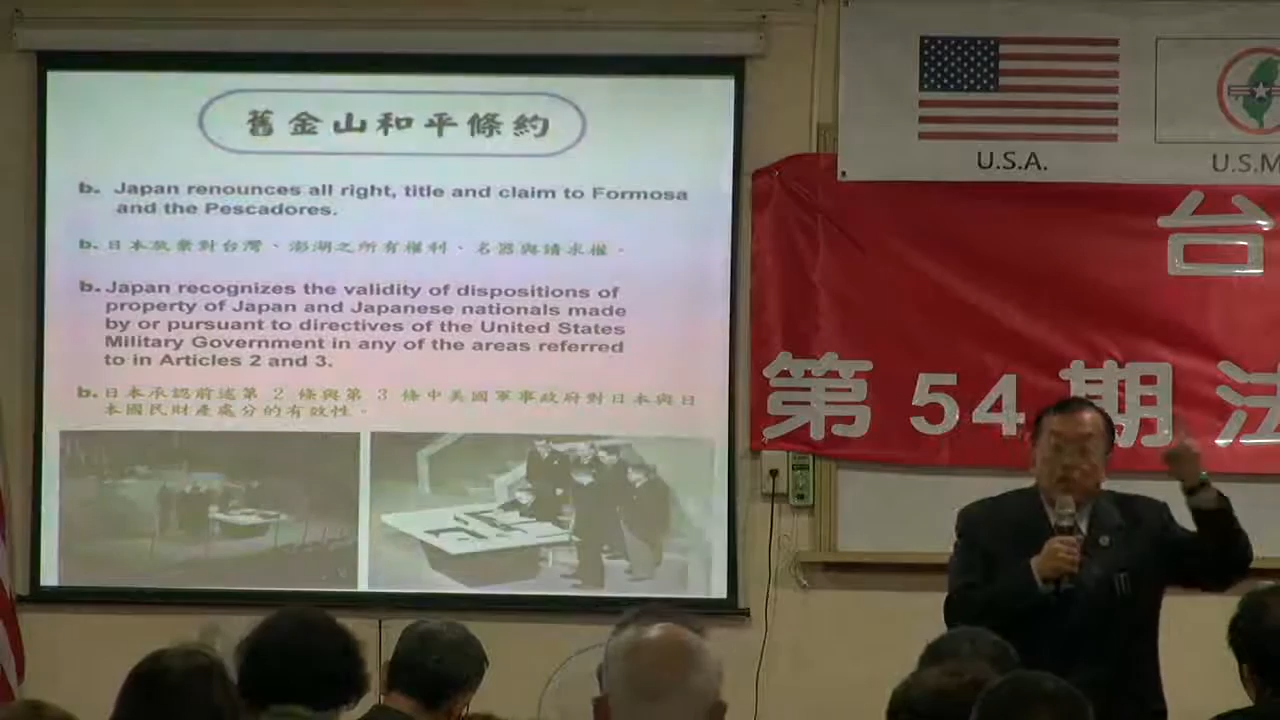 舊金山和平條約
b. Japan renounces all right, title and claim to Formosa
and the Pescadores.
b. 日本放棄對台灣、澎湖之所有權利、名器與請求權。
b. Japan recognizes the validity of dispositions of
property of Japan and Japanese nationals made
by or pursuant to directives of the United States
Military Government in any of the areas referred
to in Articles 2 and 3.
b. 日本承認前述第 2 條與第 3 條中美國軍事政府對日本與日
本國民財產處分的有效性。
U.S.A.
U.S.M
台
第 54 期 法